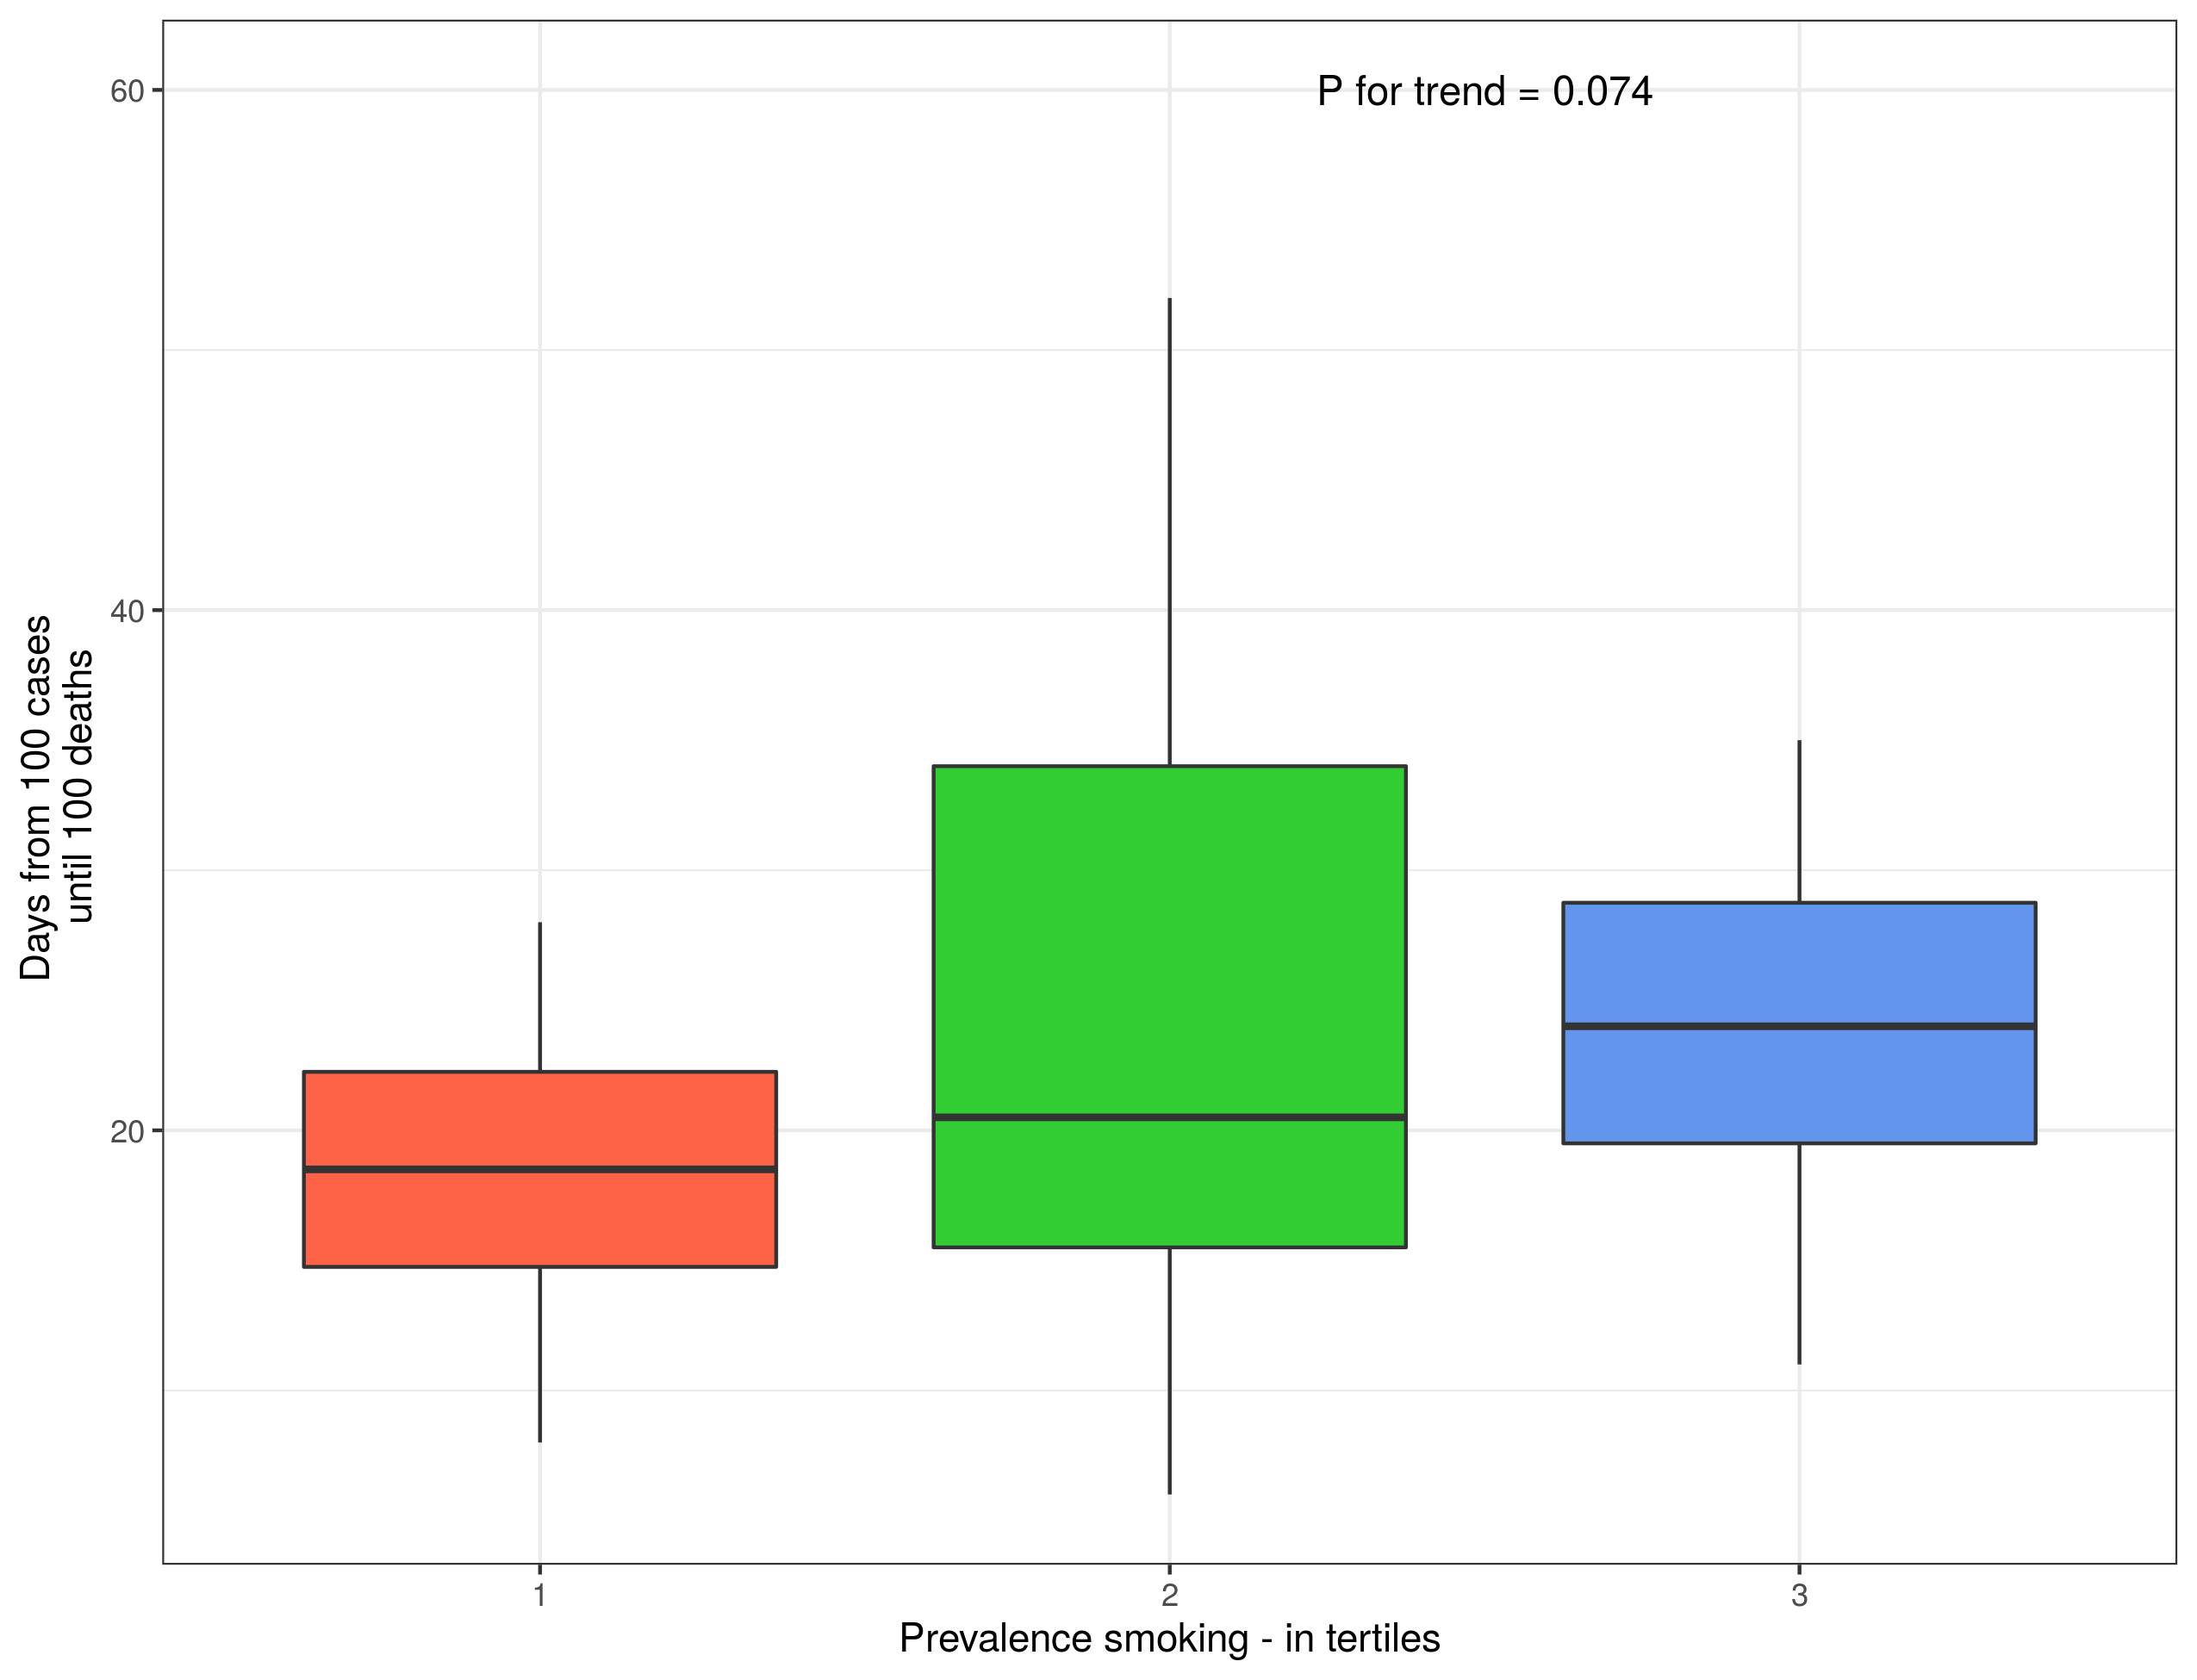 P for trend = 0.074
60
40
20
Days from 100 cases
until 100 deaths
1
2
3
Prevalence smoking - in tertiles